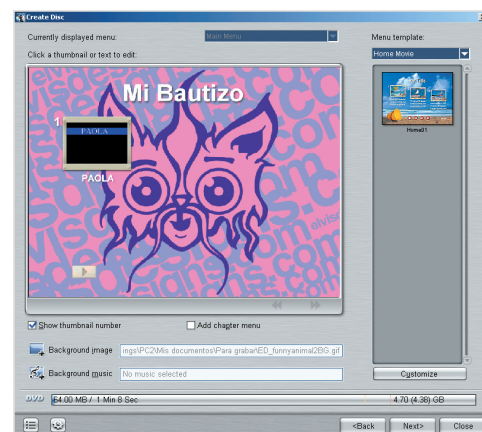 Create Disc
Currently displayed menu:
Main Menu
Menu template:
Click a thumbnail or text to edit:
Home Movie
Mi Bautizo
1
PAOLA
PAOLA
Home01
Show thumbnail number
Add chapter menu
Background image
ings\PC2\Mis documentos\Para grabar\ED_funnyanimal2BG.gif
Background music
No music selected
Customize
DVD
64.00 MB / 1 Min 8 Sec
4.70 (4.38) GB
<Back
Next>
Close